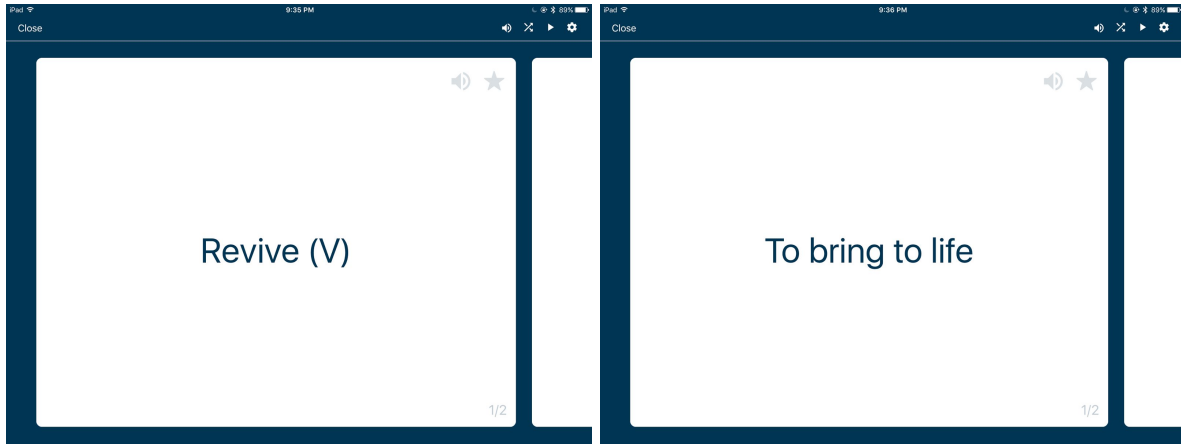 iPad 9:35 PM 89%
Close
Revive (V)
1/2
iPad 9:36 PM 89%
Close
To bring to life
1/2